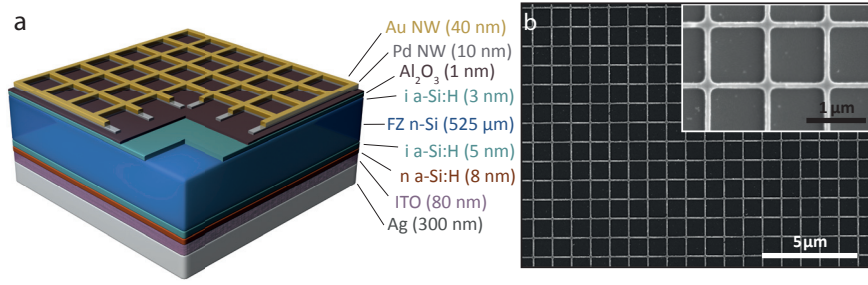 a
Au NW (40 nm)
Pd NW (10 nm)
Al₂O₃ (1 nm)
i a-Si:H (3 nm)
FZ n-Si (525 µm)
i a-Si:H (5 nm)
n a-Si:H (8 nm)
ITO (80 nm)
Ag (300 nm)
b
1 µm
5µm